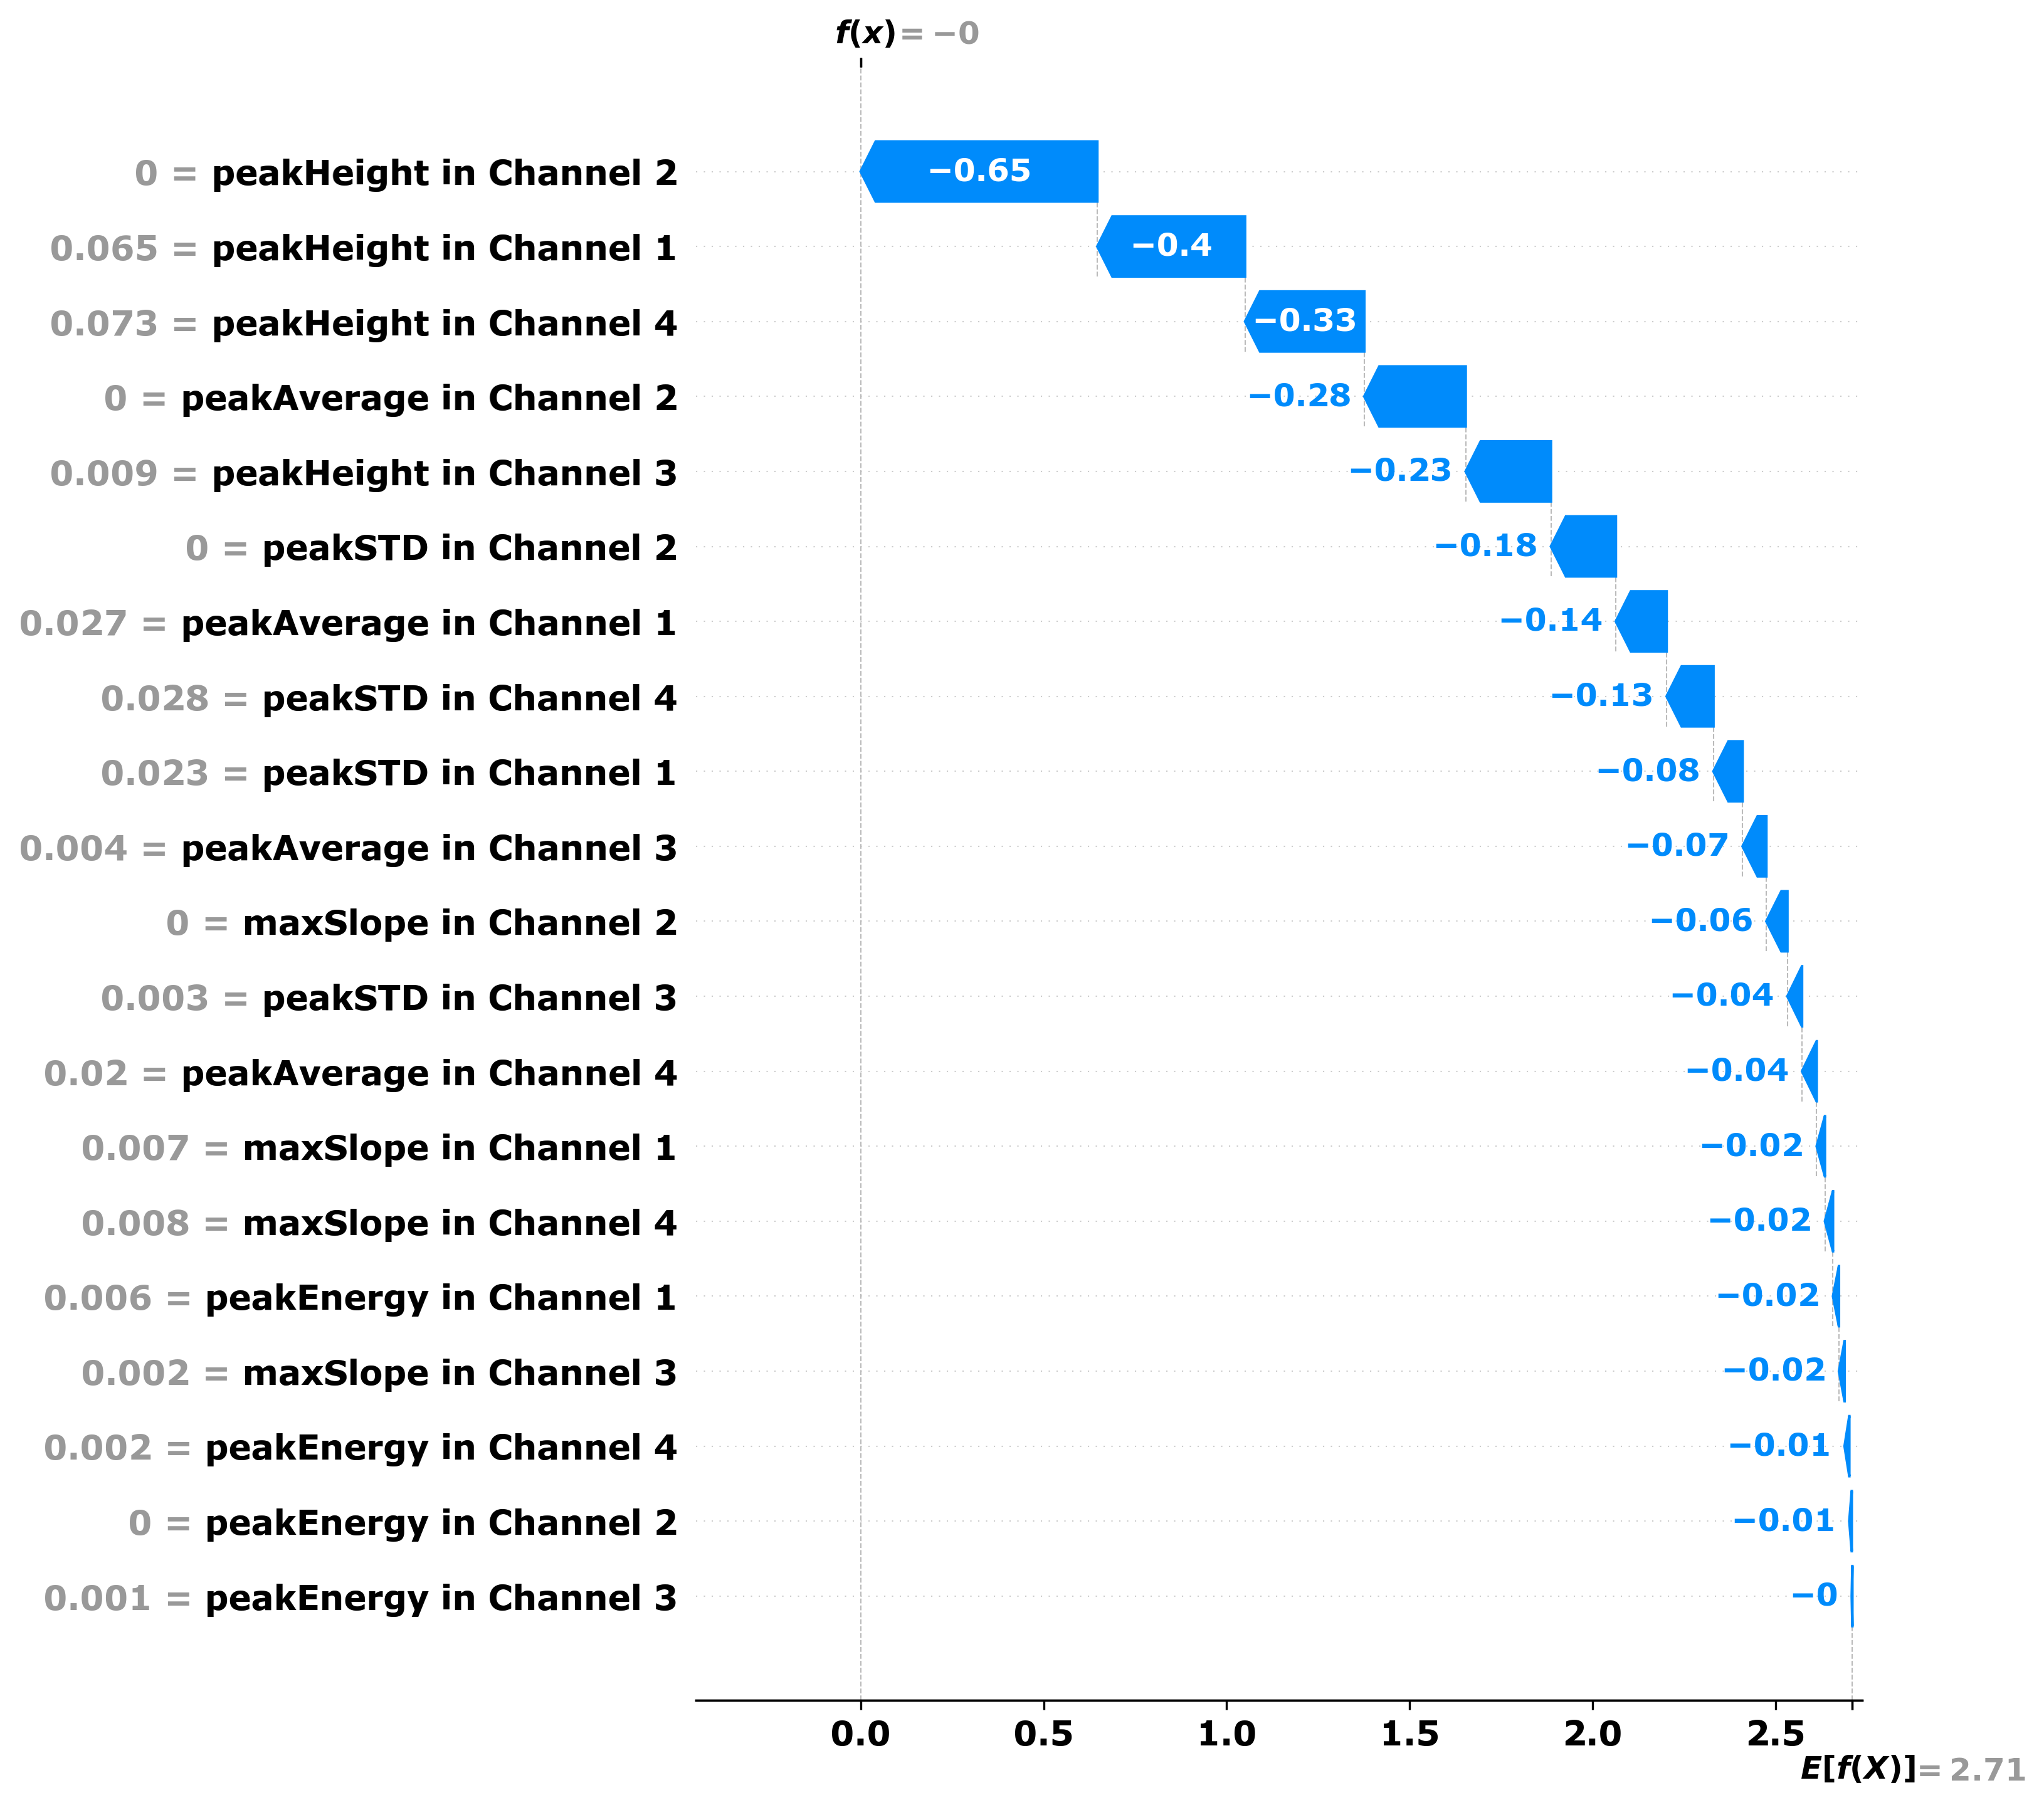 f(x) = −0
0 = peakHeight in Channel 2 −0.65
0.065 = peakHeight in Channel 1 −0.4
0.073 = peakHeight in Channel 4 −0.33
0 = peakAverage in Channel 2 −0.28
0.009 = peakHeight in Channel 3 −0.23
0 = peakSTD in Channel 2 −0.18
0.027 = peakAverage in Channel 1 −0.14
0.028 = peakSTD in Channel 4 −0.13
0.023 = peakSTD in Channel 1 −0.08
0.004 = peakAverage in Channel 3 −0.07
0 = maxSlope in Channel 2 −0.06
0.003 = peakSTD in Channel 3 −0.04
0.02 = peakAverage in Channel 4 −0.04
0.007 = maxSlope in Channel 1 −0.02
0.008 = maxSlope in Channel 4 −0.02
0.006 = peakEnergy in Channel 1 −0.02
0.002 = maxSlope in Channel 3 −0.02
0.002 = peakEnergy in Channel 4 −0.01
0 = peakEnergy in Channel 2 −0.01
0.001 = peakEnergy in Channel 3 −0
0.0 0.5 1.0 1.5 2.0 2.5
E[f(X)] = 2.71